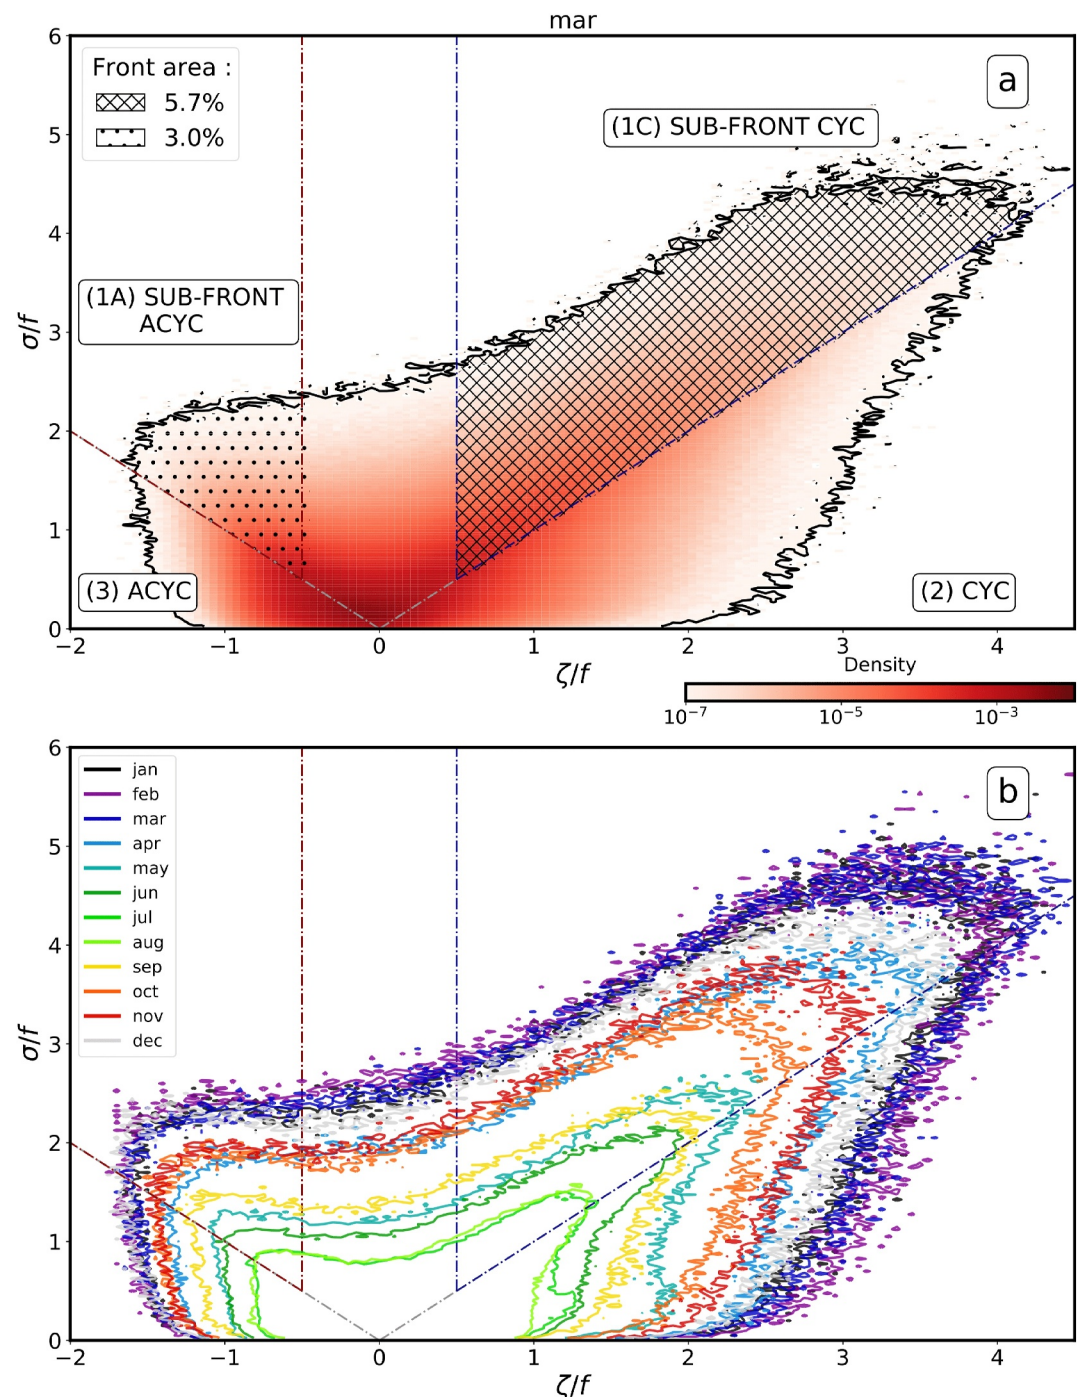 mar
6
5
4
3
2
1
0
σ/f
Front area :
5.7%
3.0%
a
(1C) SUB-FRONT CYC
(1A) SUB-FRONT
ACYC
(3) ACYC
(2) CYC
−2 −1 0 1 2 3 4
ζ/f
Density
10⁻⁷ 10⁻⁵ 10⁻³
6
5
4
3
2
1
0
σ/f
jan
feb
mar
apr
may
jun
jul
aug
sep
oct
nov
dec
b
−2 −1 0 1 2 3 4
ζ/f